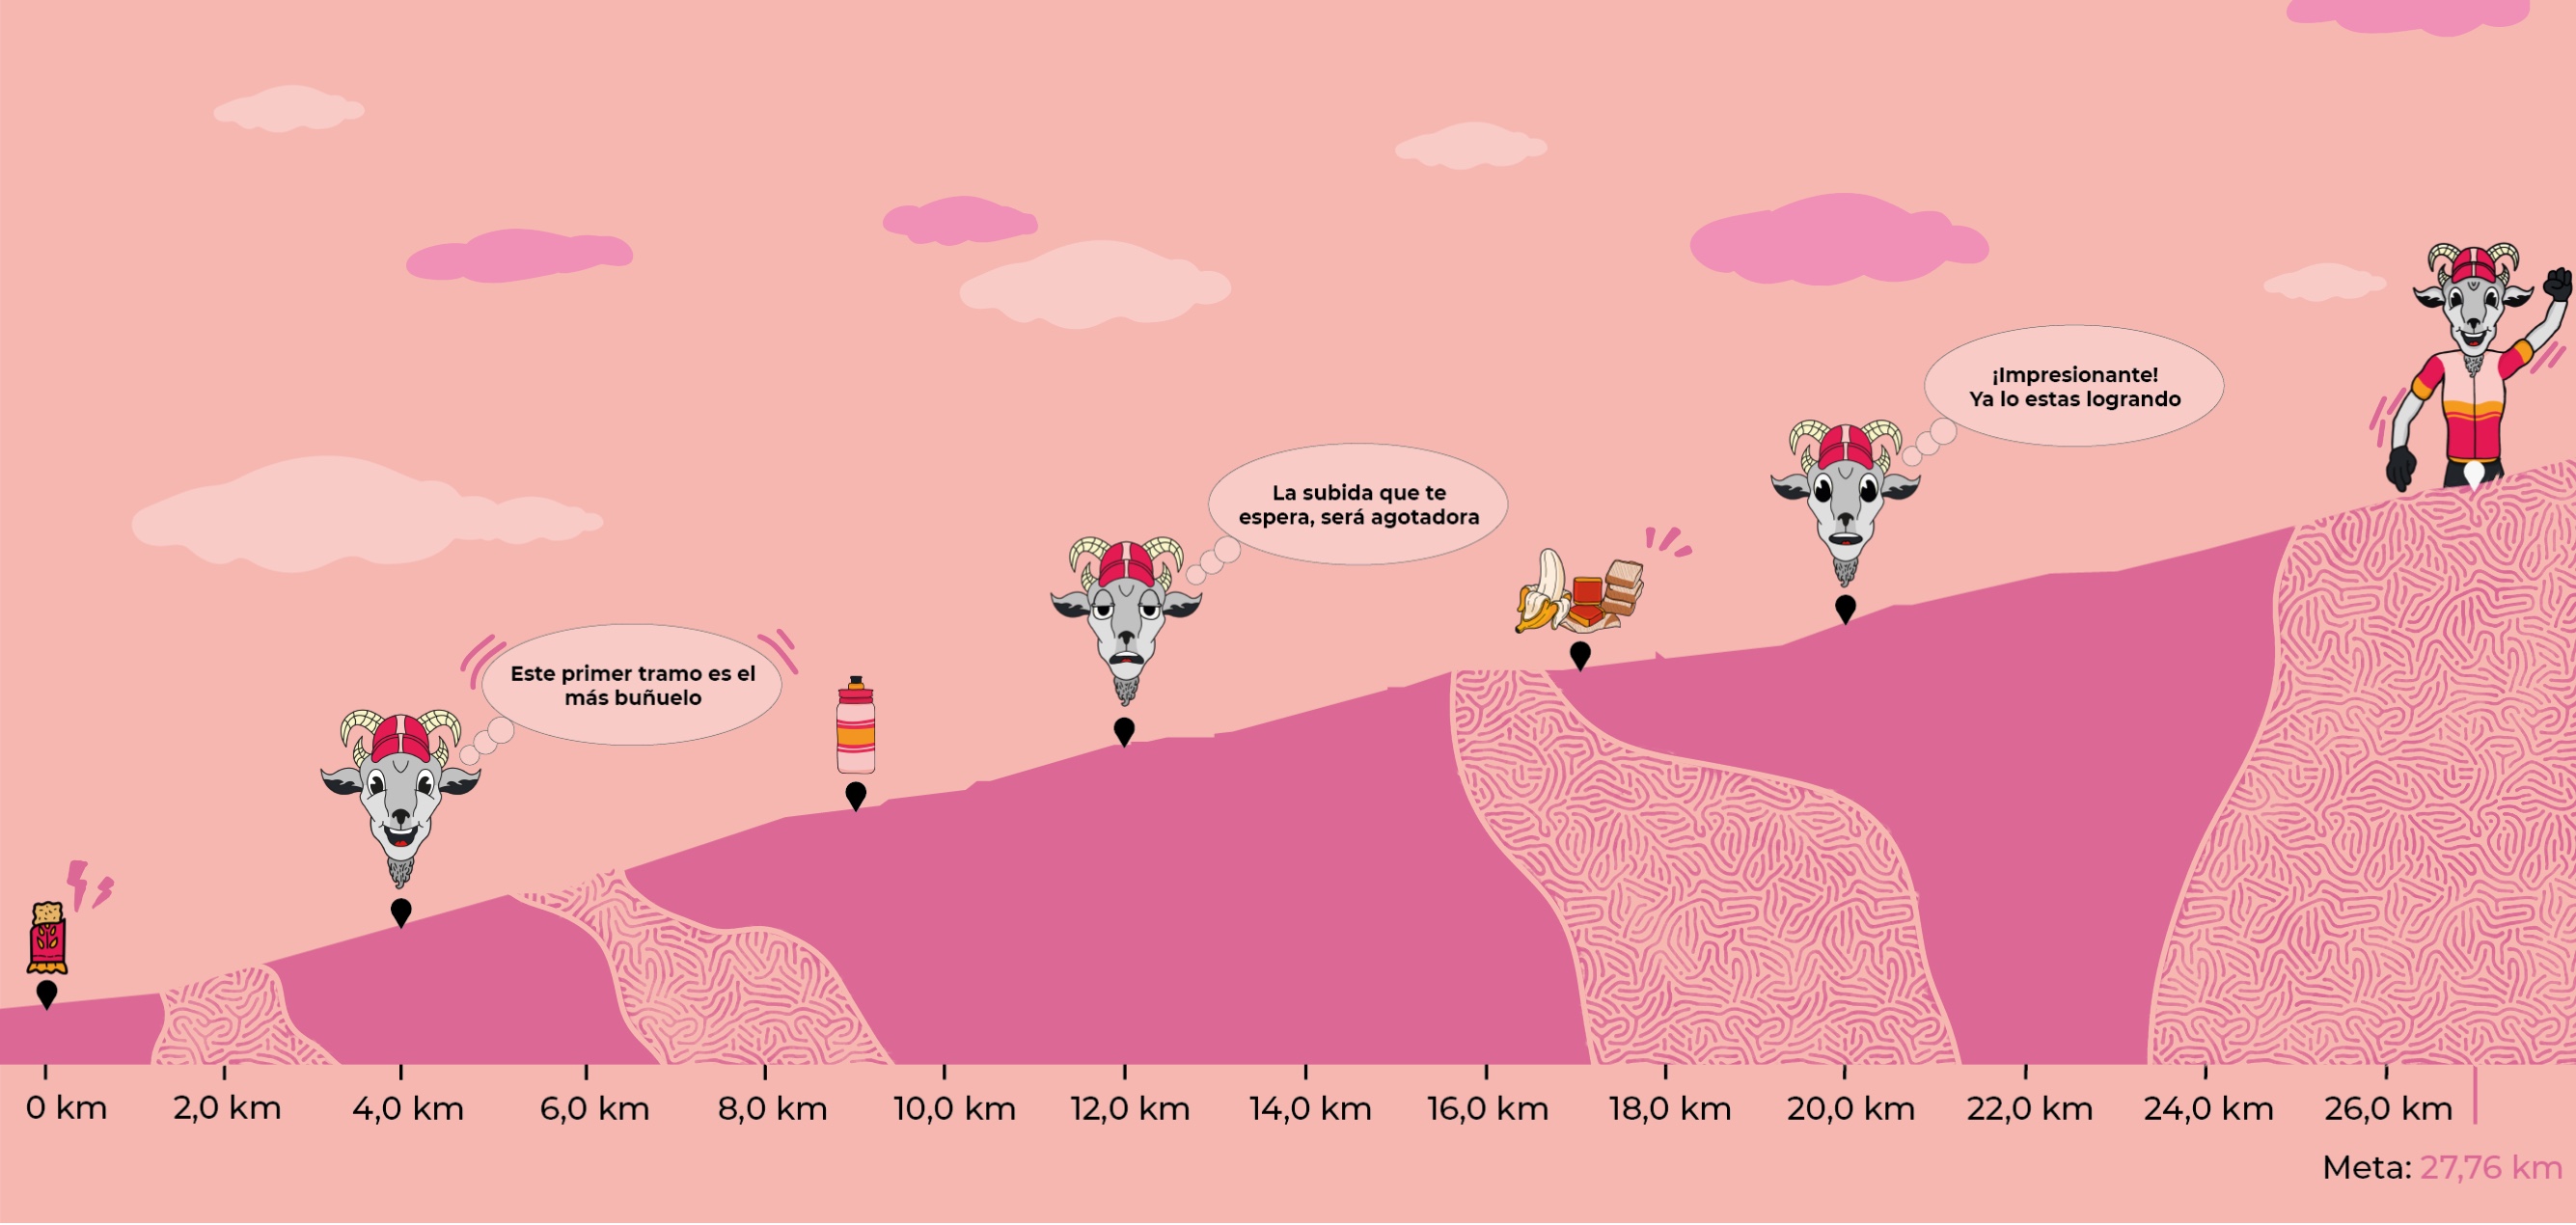 ¡Impresionante!
Ya lo estas logrando
La subida que te
espera, será agotadora
Este primer tramo es el
más buñuelo
0 km
2,0 km
4,0 km
6,0 km
8,0 km
10,0 km
12,0 km
14,0 km
16,0 km
18,0 km
20,0 km
22,0 km
24,0 km
26,0 km
Meta: 27,76 km